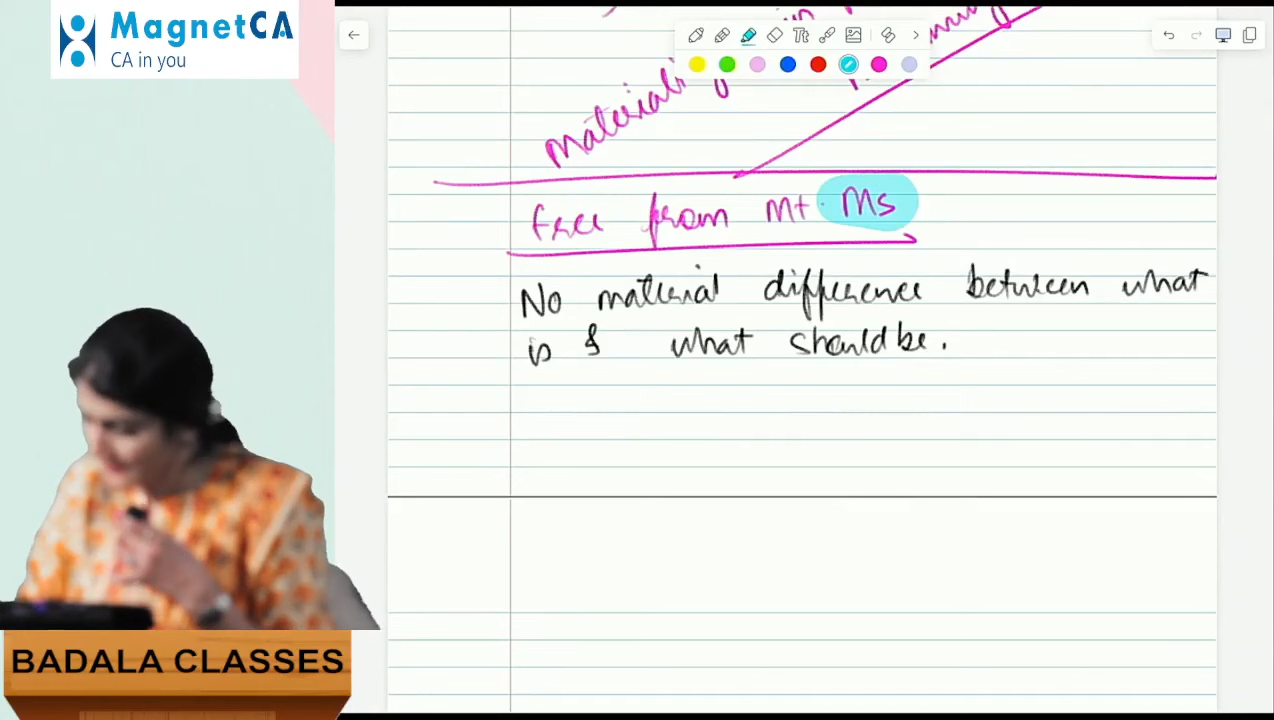 MagnetCA
CA in you
Materiality
free from Mt Ms
No material difference between what
is & what should be.
BADALA CLASSES